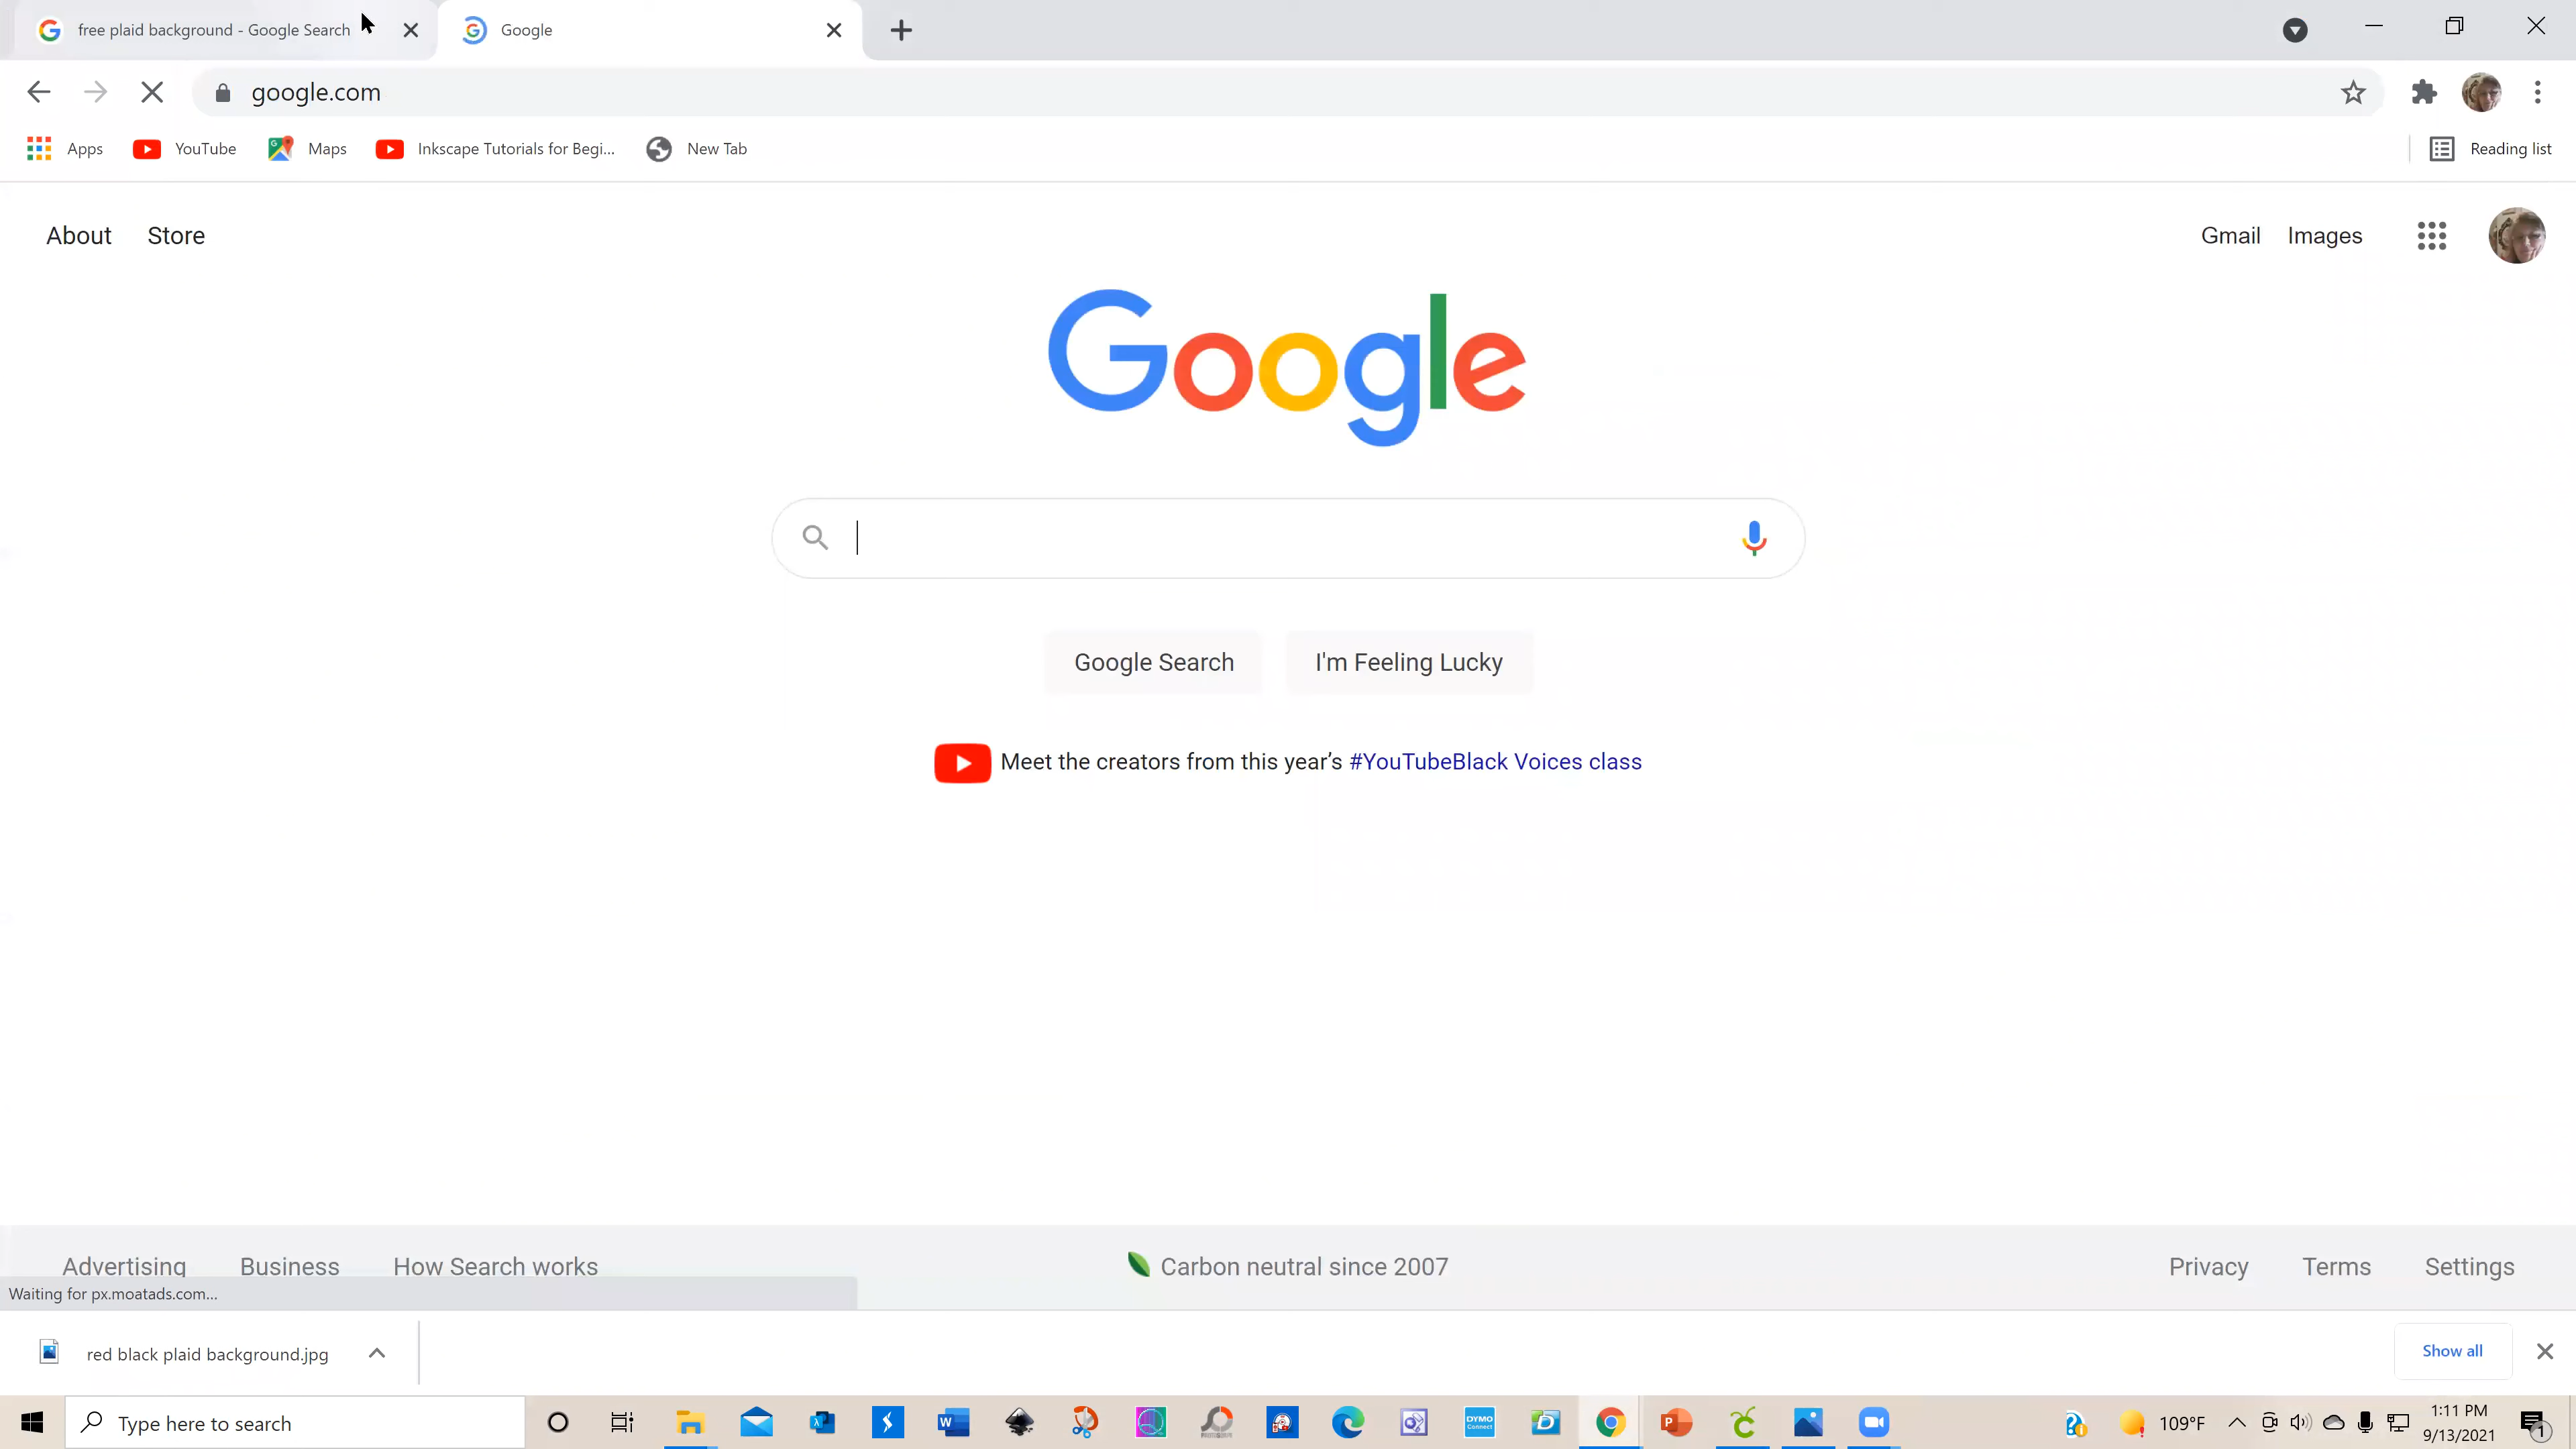 free plaid background - Google Search
Google
google.com
Apps
YouTube
Maps
Inkscape Tutorials for Begi...
New Tab
Reading list
About
Store
Gmail
Images
Google
Google Search
I'm Feeling Lucky
Meet the creators from this year's #YouTubeBlack Voices class
Advertising
Business
How Search works
Carbon neutral since 2007
Privacy
Terms
Settings
Waiting for px.moatads.com...
red black plaid background.jpg
Show all
Type here to search
DYMO
Connect
109°F
1:11 PM
9/13/2021
1